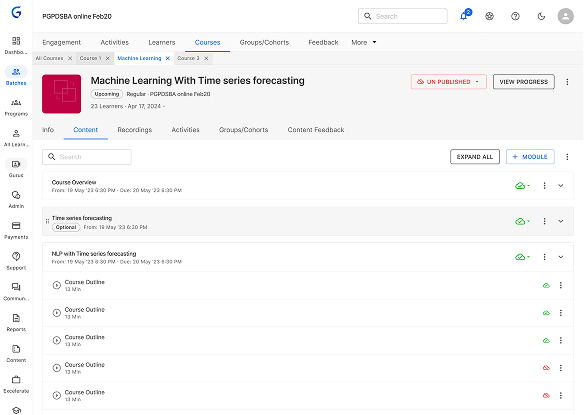 PGPDSBA online Feb20
Search
2
Engagement
Activities
Learners
Courses
Groups/Cohorts
Feedback
More
All Courses
Course 1
Machine Learning
Course 3
Machine Learning With Time series forecasting
Upcoming
Regular - PGPDSBA online Feb20
23 Learners - Apr 17, 2024 -
UN PUBLISHED
VIEW PROGRESS
Info
Content
Recordings
Activities
Groups/Cohorts
Content Feedback
Search
EXPAND ALL
+ MODULE
Course Overview
From: 19 May '23 6:30 PM - Due: 20 May '23 6:30 PM
Time series forecasting
Optional
From: 19 May '23 6:30 PM
NLP with Time series forecasting
From: 19 May '23 6:30 PM - Due: 20 May '23 6:30 PM
Course Outline
13 Min
Course Outline
13 Min
Course Outline
13 Min
Course Outline
13 Min
Course Outline
13 Min
Dashbo...
Batches
Programs
All Learn...
Gurus
Admin
Payments
Support
Commun...
Reports
Content
Excelerate